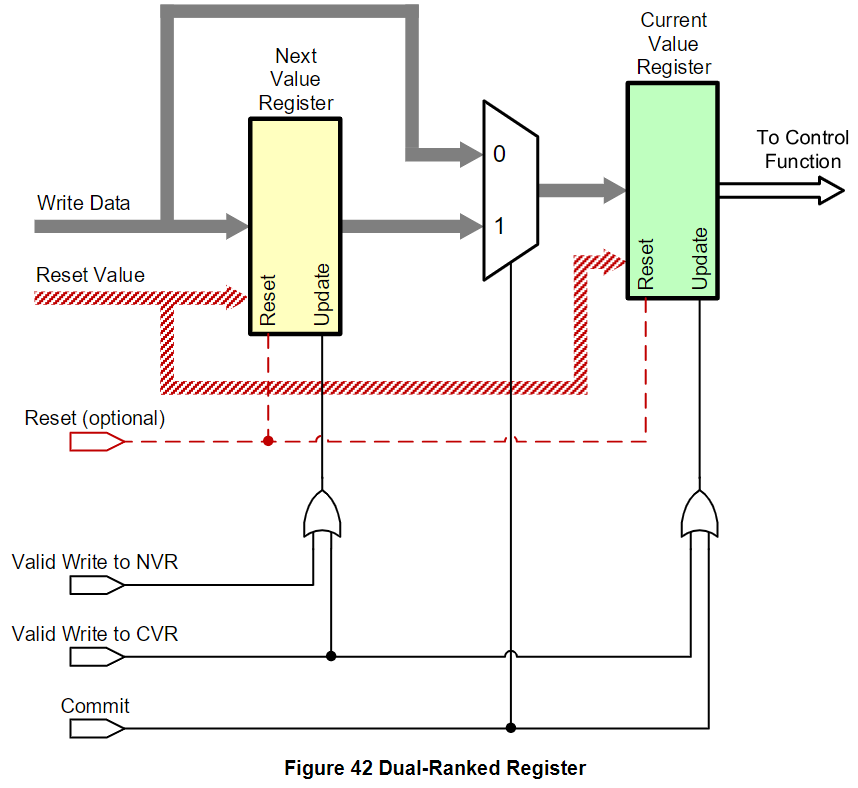 Current
Value
Register
Next
Value
Register
To Control
Function
0
Write Data
1
Reset Value
Reset
Update
Reset
Update
Reset (optional)
Valid Write to NVR
Valid Write to CVR
Commit
Figure 42 Dual-Ranked Register